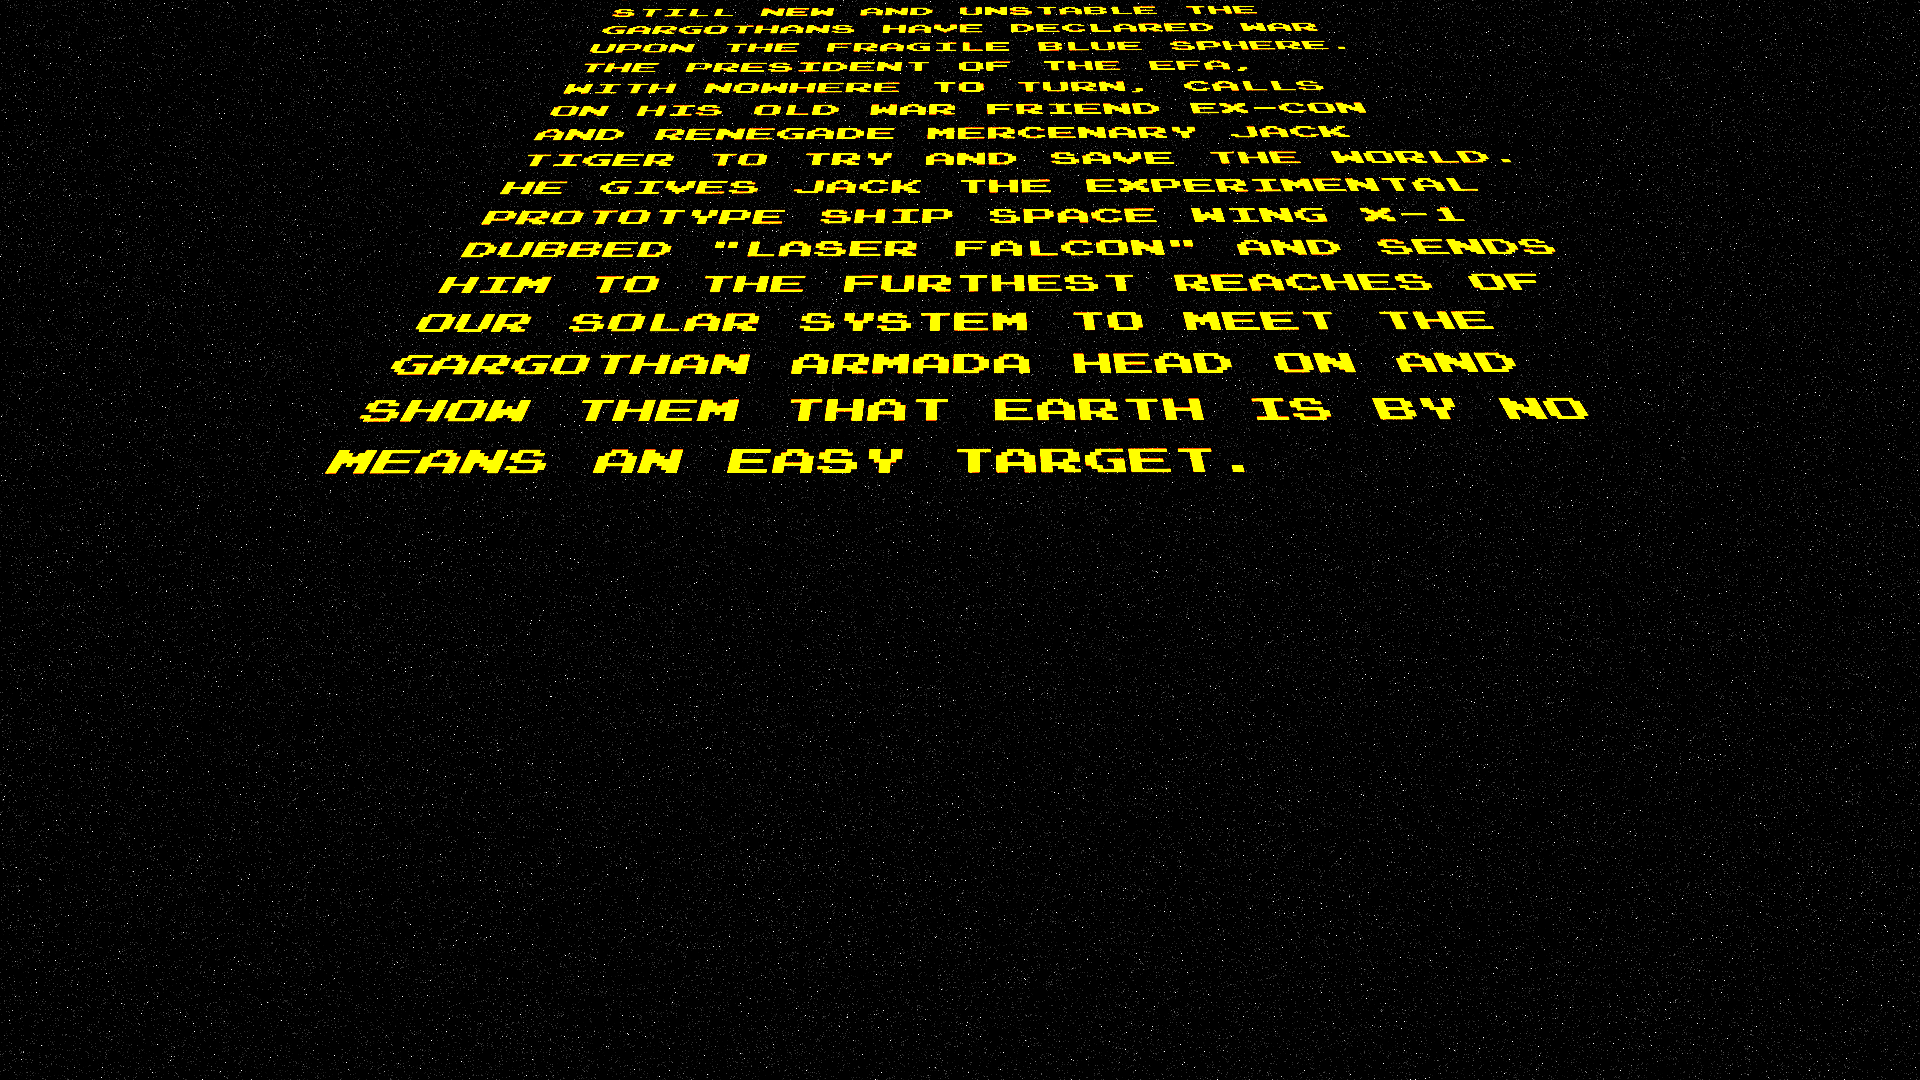 STILL NEW AND UNSTABLE THE
GARGOTHANS HAVE DECLARED WAR
UPON THE FRAGILE BLUE SPHERE.
THE PRESIDENT OF THE EFA,
WITH NOWHERE TO TURN, CALLS
ON HIS OLD WAR FRIEND EX-CON
AND RENEGADE MERCENARY JACK
TIGER TO TRY AND SAVE THE WORLD.
HE GIVES JACK THE EXPERIMENTAL
PROTOTYPE SHIP SPACE WING X-1
DUBBED "LASER FALCON" AND SENDS
HIM TO THE FURTHEST REACHES OF
OUR SOLAR SYSTEM TO MEET THE
GARGOTHAN ARMADA HEAD ON AND
SHOW THEM THAT EARTH IS BY NO
MEANS AN EASY TARGET.